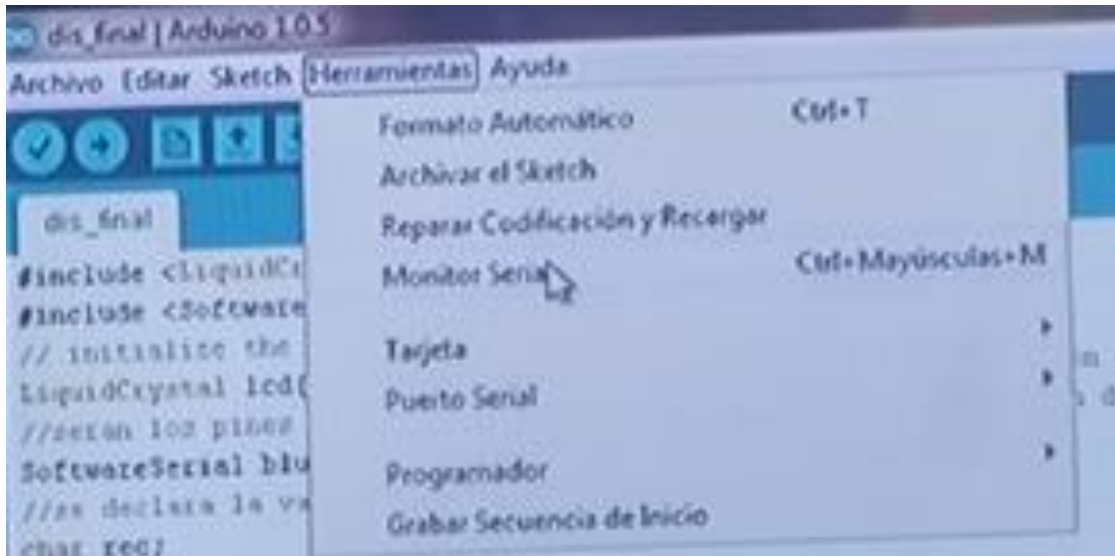 dis_final | Arduino 1.0.5
Archivo Editar Sketch Herramientas Ayuda
Formato Automático Ctrl+T
Archivar el Sketch
Reparar Codificación y Recargar
Monitor Serial Ctrl+Mayúsculas+M
Tarjeta
Puerto Serial
Programador
Grabar Secuencia de Inicio
dis_final
#include <LiquidCr
#include <Software
// initialize the
LiquidCrystal lcd(
//seran los pines
SoftwareSerial blu
//se declara la va
char rec;